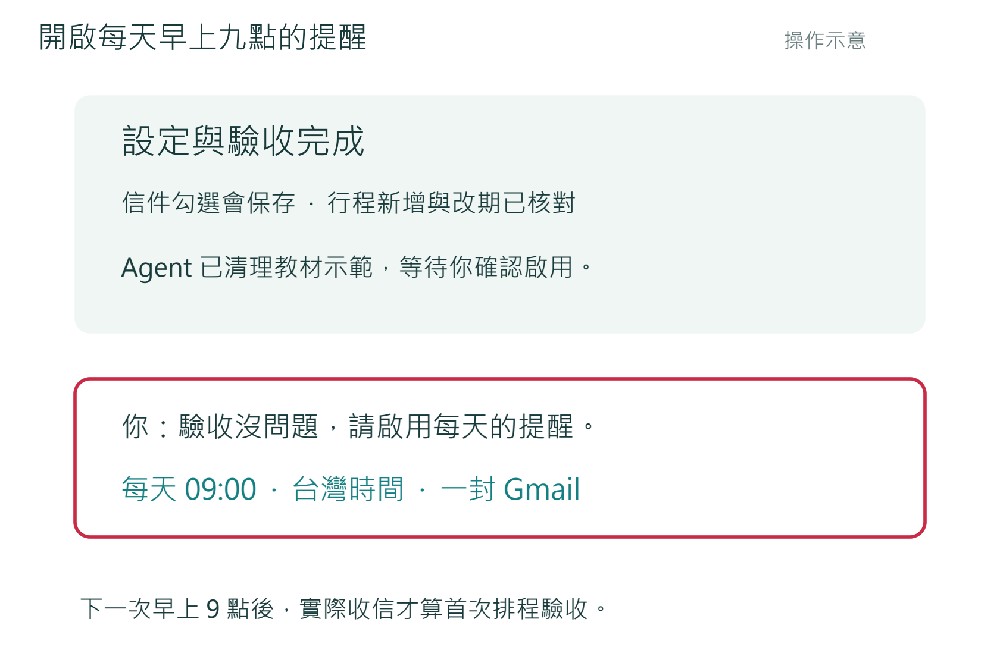 開啟每天早上九點的提醒
操作示意
設定與驗收完成
信件勾選會保存 · 行程新增與改期已核對
Agent 已清理教材示範，等待你確認啟用。
你：驗收沒問題，請啟用每天的提醒。
每天 09:00 · 台灣時間 · 一封 Gmail
下一次早上 9 點後，實際收信才算首次排程驗收。